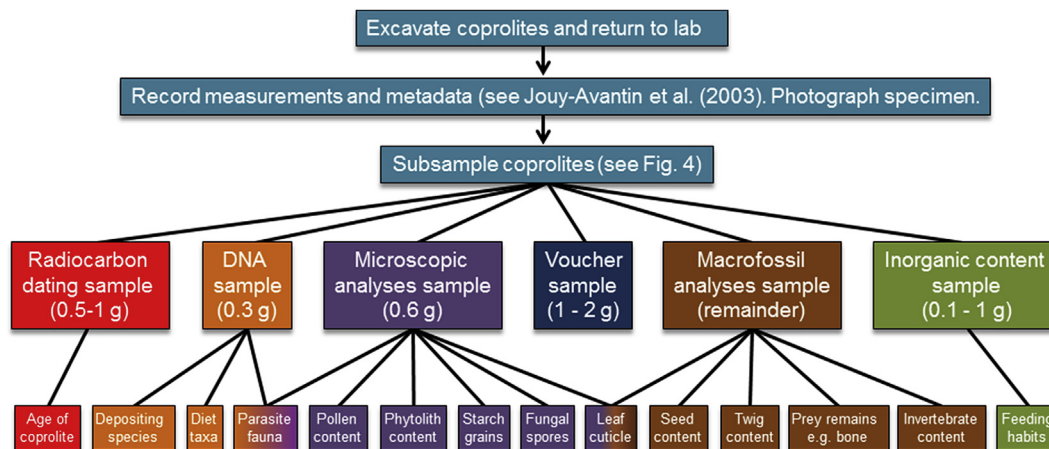 Excavate coprolites and return to lab
Record measurements and metadata (see Jouy-Avantin et al. (2003). Photograph specimen.
Subsample coprolites (see Fig. 4)
Radiocarbon
dating sample
(0.5-1 g)
DNA
sample
(0.3 g)
Microscopic
analyses sample
(0.6 g)
Voucher
sample
(1 - 2 g)
Macrofossil
analyses sample
(remainder)
Inorganic content
sample
(0.1 - 1 g)
Age of
coprolite
Depositing
species
Diet
taxa
Parasite
fauna
Pollen
content
Phytolith
content
Starch
grains
Fungal
spores
Leaf
cuticle
Seed
content
Twig
content
Prey remains
e.g. bone
Invertebrate
content
Feeding
habits